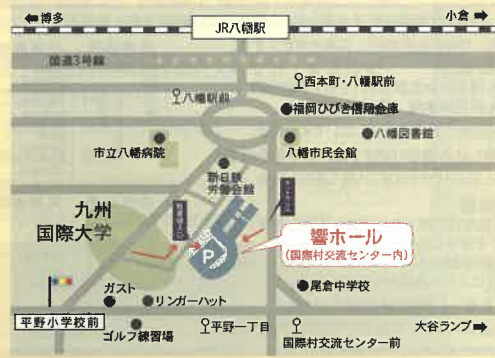 ⬅博多
小倉➡
JR八幡駅
国道3号線
西本町・八幡駅前
八幡駅前
福岡ひびき信用金庫
八幡図書館
市立八幡病院
八幡市民会館
新日鉄
労働会館
九州
国際大学
P
響ホール
(国際村交流センター内)
尾倉中学校
ガスト
リンガーハット
平野小学校前
ゴルフ練習場
平野一丁目
国際村交流センター前
大谷ランプ➡